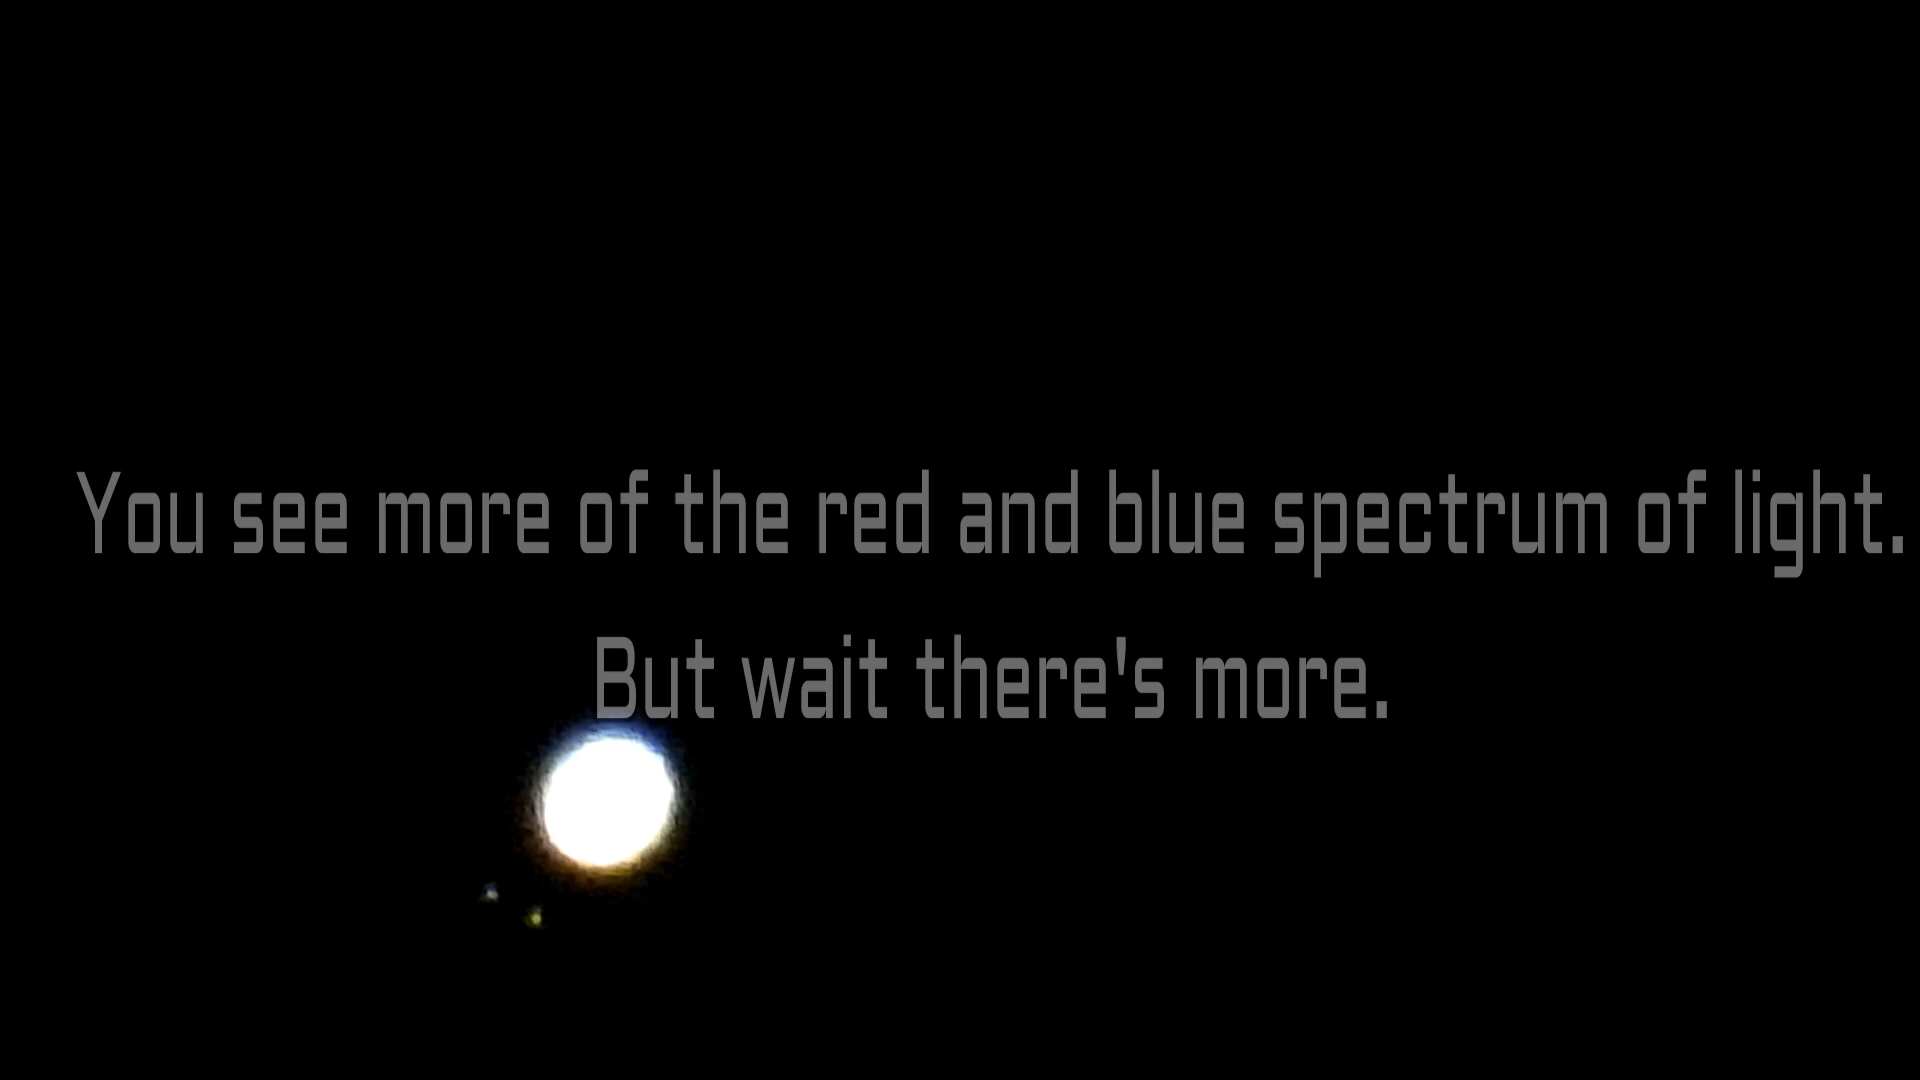 You see more of the red and blue spectrum of light.
But wait there's more.